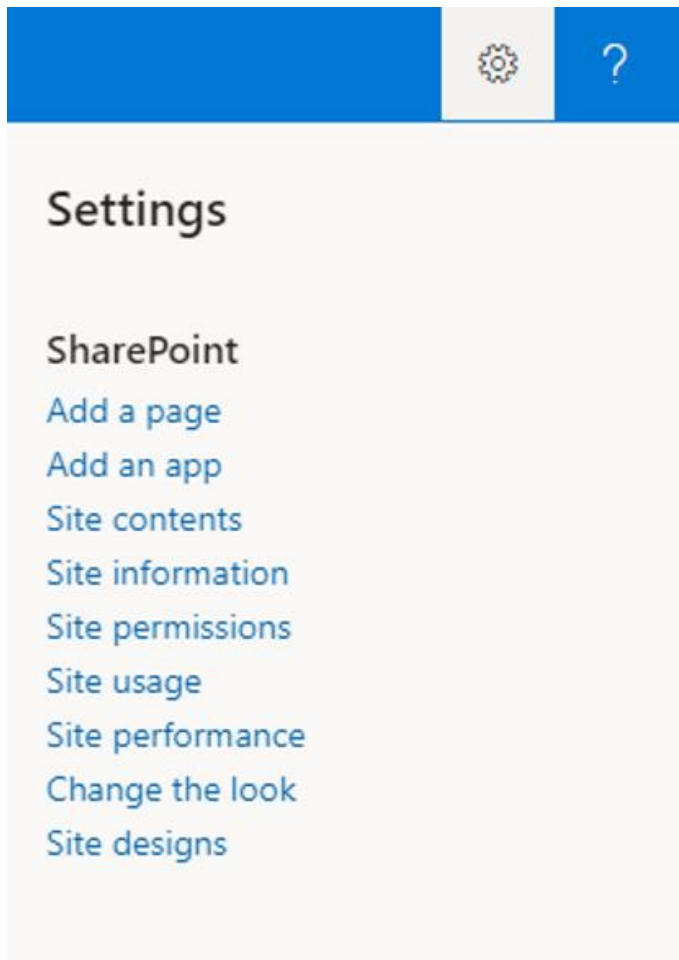 ?
Settings
SharePoint
Add a page
Add an app
Site contents
Site information
Site permissions
Site usage
Site performance
Change the look
Site designs